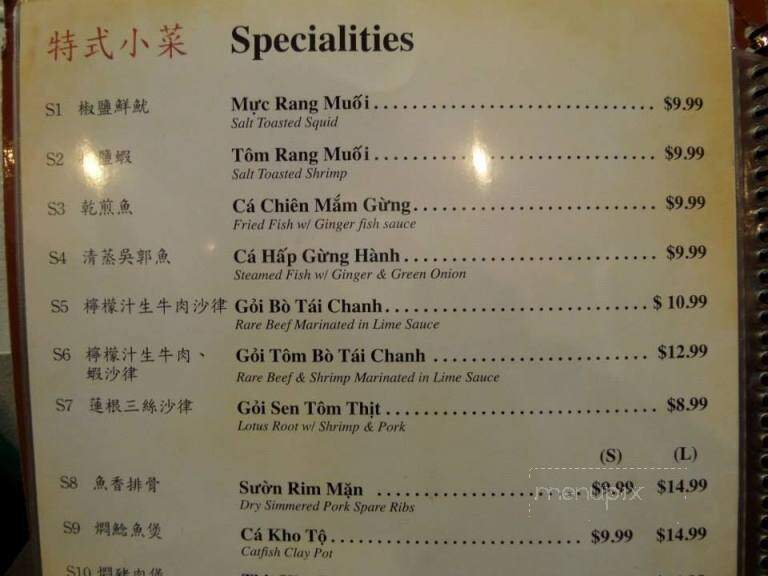 特式小菜 Specialities
S1 椒鹽鮮魷 Mực Rang Muối $9.99
Salt Toasted Squid
S2 鹽蝦 Tôm Rang Muối $9.99
Salt Toasted Shrimp
S3 乾煎魚 Cá Chiên Mắm Gừng $9.99
Fried Fish w/ Ginger fish sauce
S4 清蒸吳郭魚 Cá Hấp Gừng Hành $9.99
Steamed Fish w/ Ginger & Green Onion
S5 檸檬汁生牛肉沙律 Gỏi Bò Tái Chanh $ 10.99
Rare Beef Marinated in Lime Sauce
S6 檸檬汁生牛肉、 Gỏi Tôm Bò Tái Chanh $12.99
蝦沙律 Rare Beef & Shrimp Marinated in Lime Sauce
S7 蓮根三絲沙律 Gỏi Sen Tôm Thịt $8.99
Lotus Root w/ Shrimp & Pork
(S) (L)
S8 魚香排骨 Sườn Rim Mặn $9.99 $14.99
menupix
Dry Simmered Pork Spare Ribs
S9 燜鯰魚煲 Cá Kho Tộ $9.99 $14.99
Catfish Clay Pot
S10 燜豬肉煲